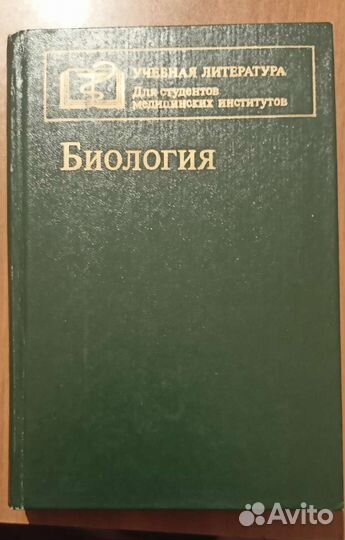 УЧЕБНАЯ ЛИТЕРАТУРА
Для студентов
медицинских институтов
Биология
Avito